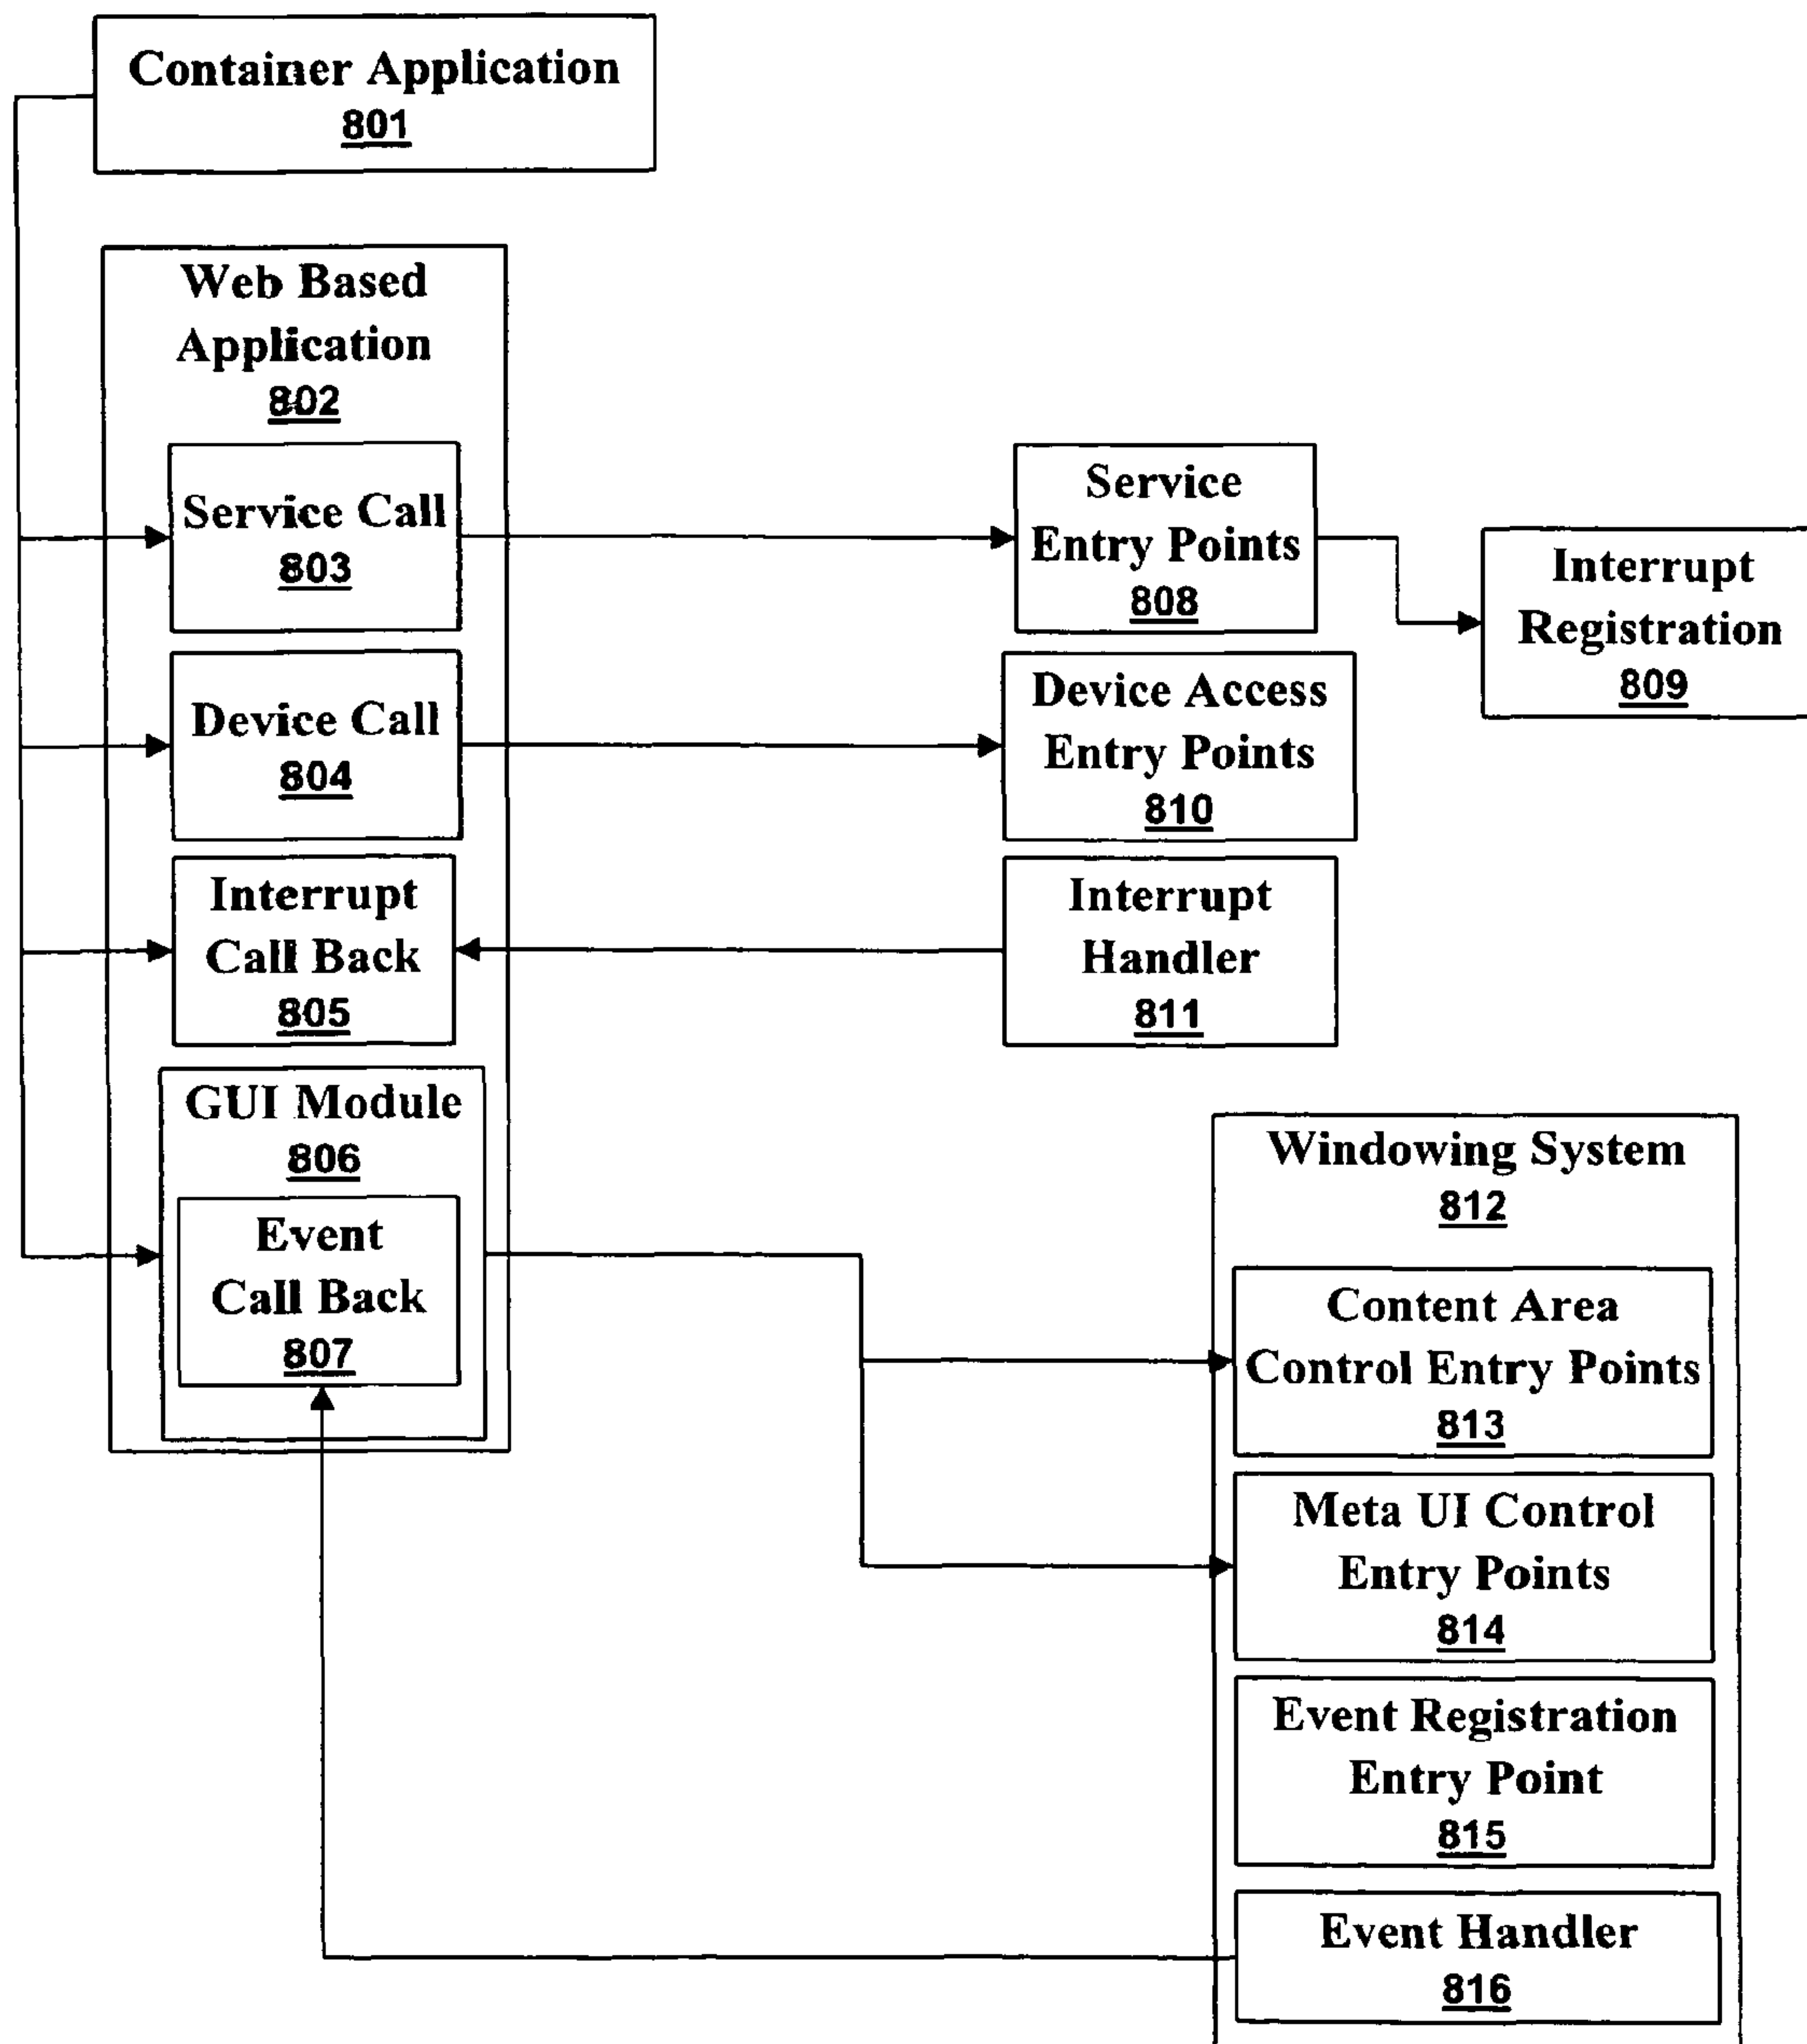 Container Application
801
Web Based
Application
802
Service Call
803
Device Call
804
Interrupt
Call Back
805
GUI Module
806
Event
Call Back
807
Service
Entry Points
808
Interrupt
Registration
809
Device Access
Entry Points
810
Interrupt
Handler
811
Windowing System
812
Content Area
Control Entry Points
813
Meta UI Control
Entry Points
814
Event Registration
Entry Point
815
Event Handler
816